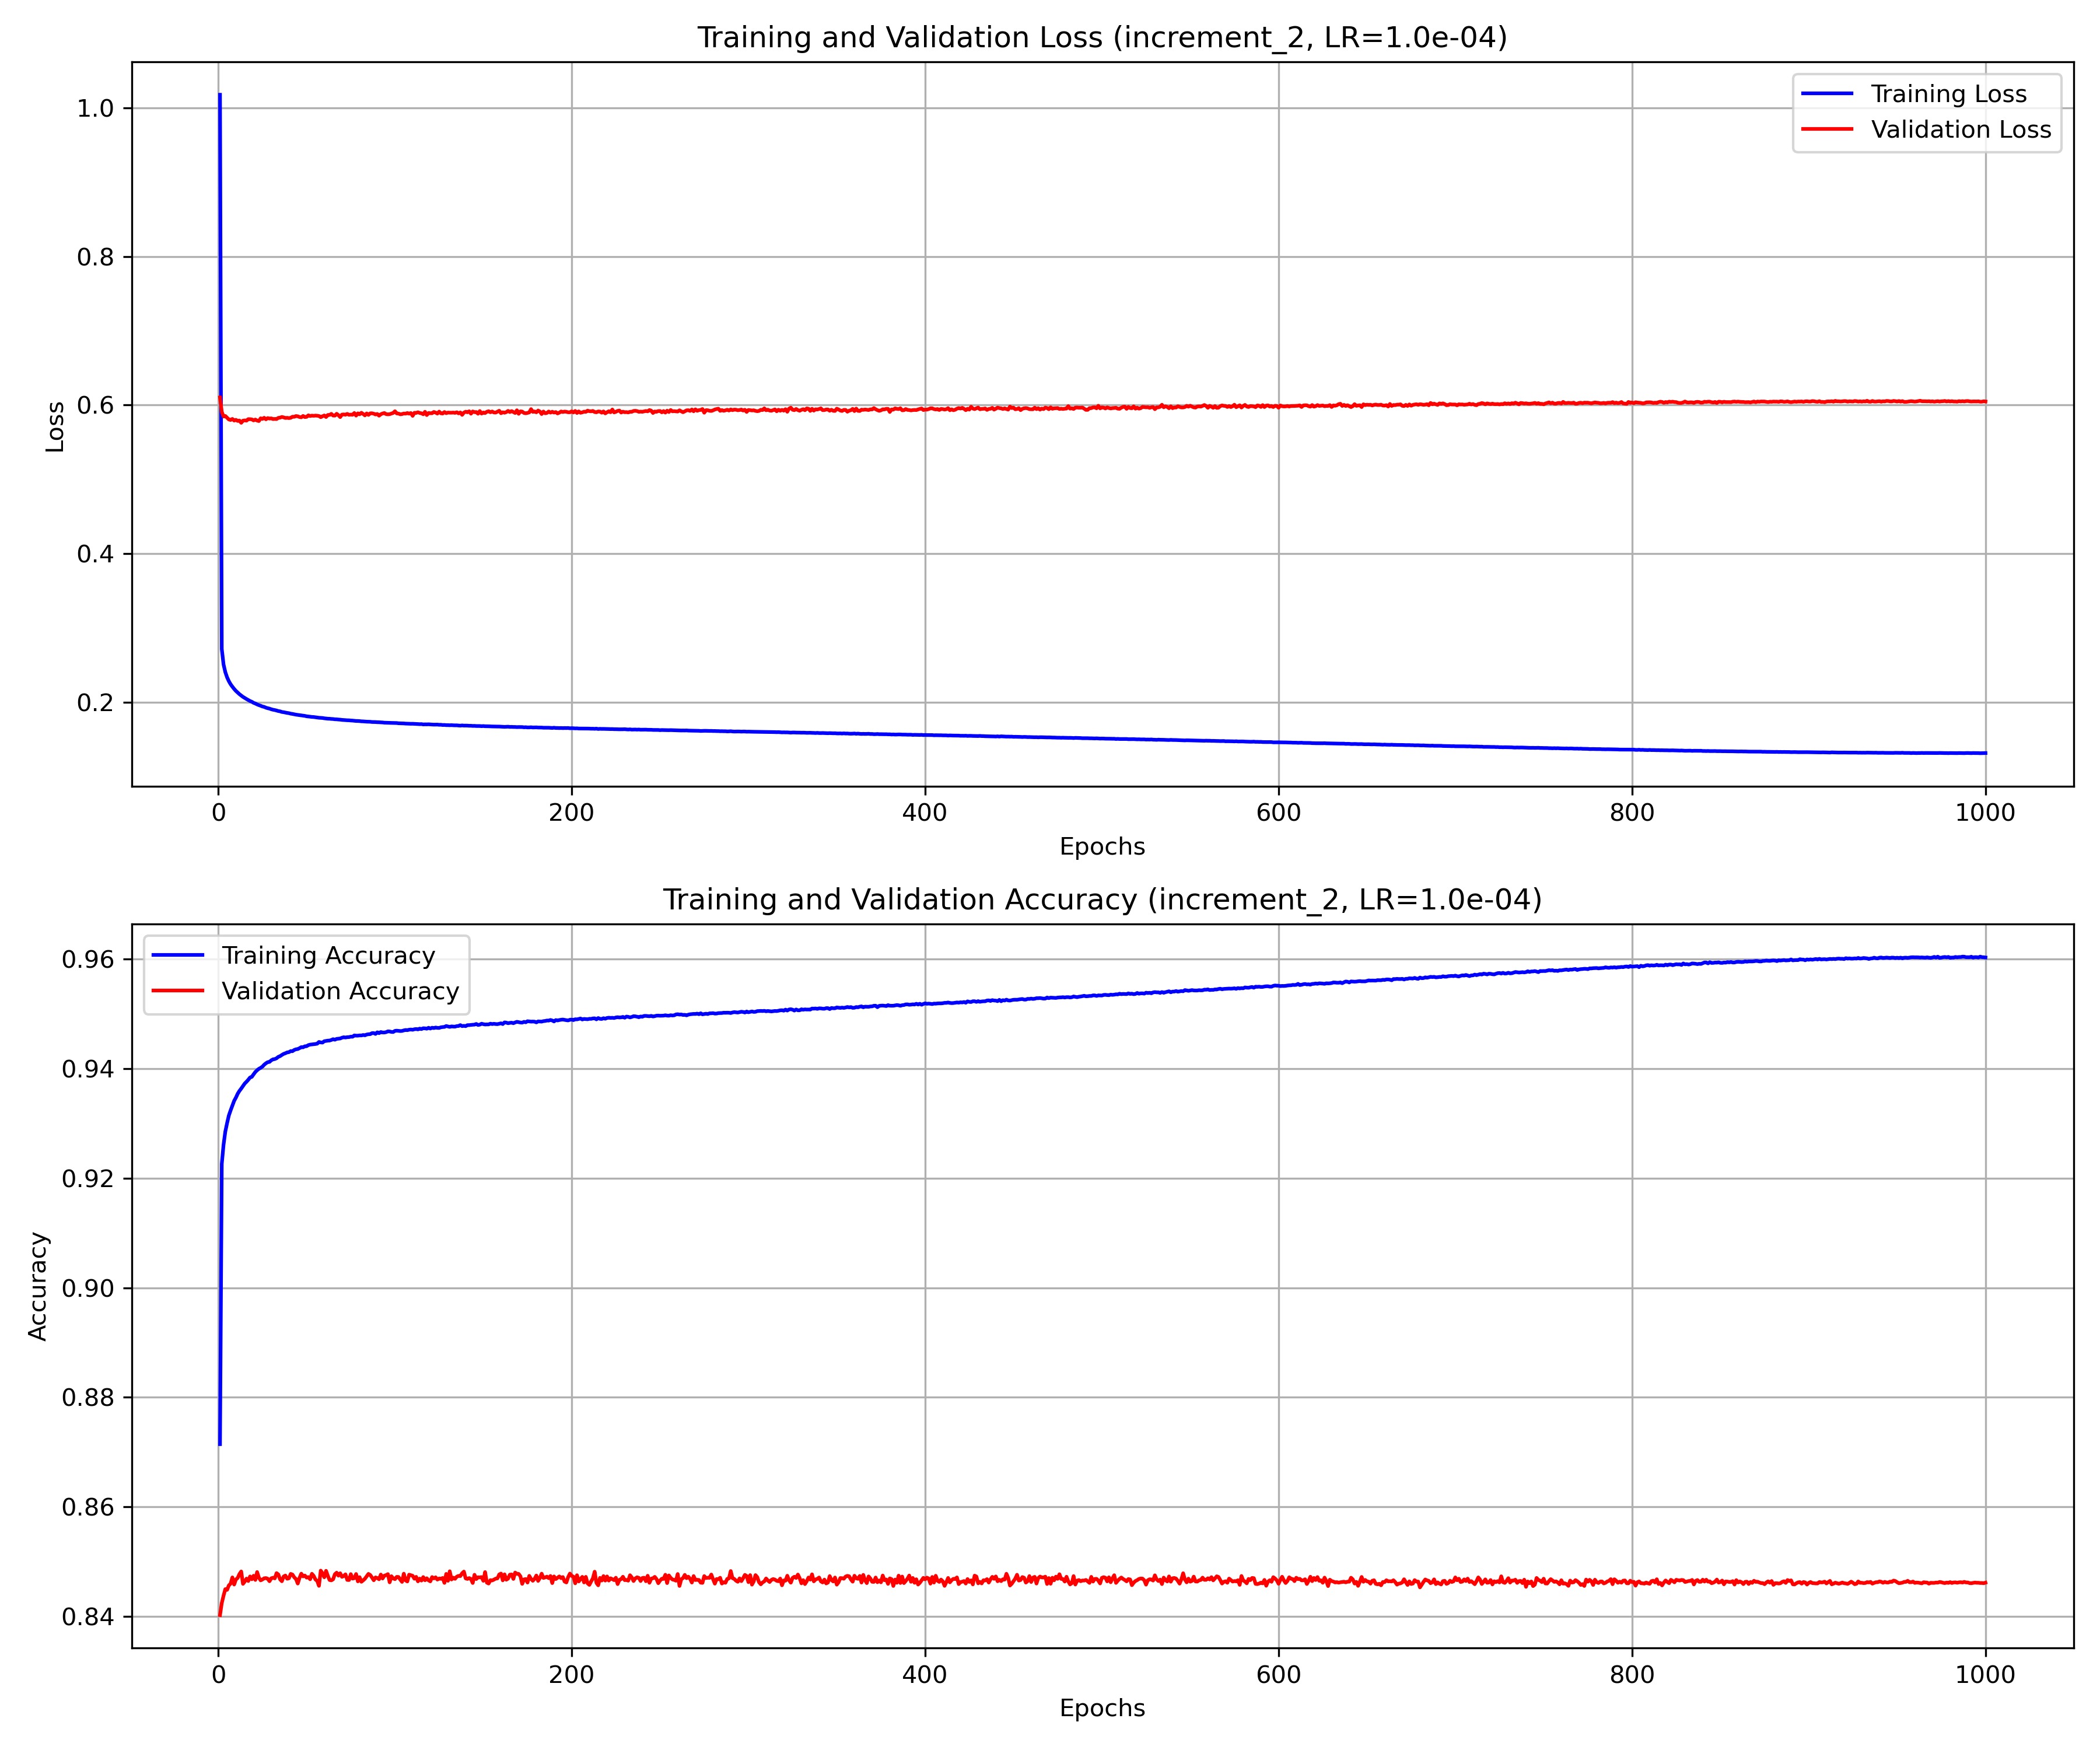 Training and Validation Loss (increment_2, LR=1.0e-04)
Training Loss
Validation Loss
1.0
0.8
0.6
0.4
0.2
Loss
0 200 400 600 800 1000
Epochs
Training and Validation Accuracy (increment_2, LR=1.0e-04)
Training Accuracy
Validation Accuracy
0.96
0.94
0.92
0.90
0.88
0.86
0.84
Accuracy
0 200 400 600 800 1000
Epochs